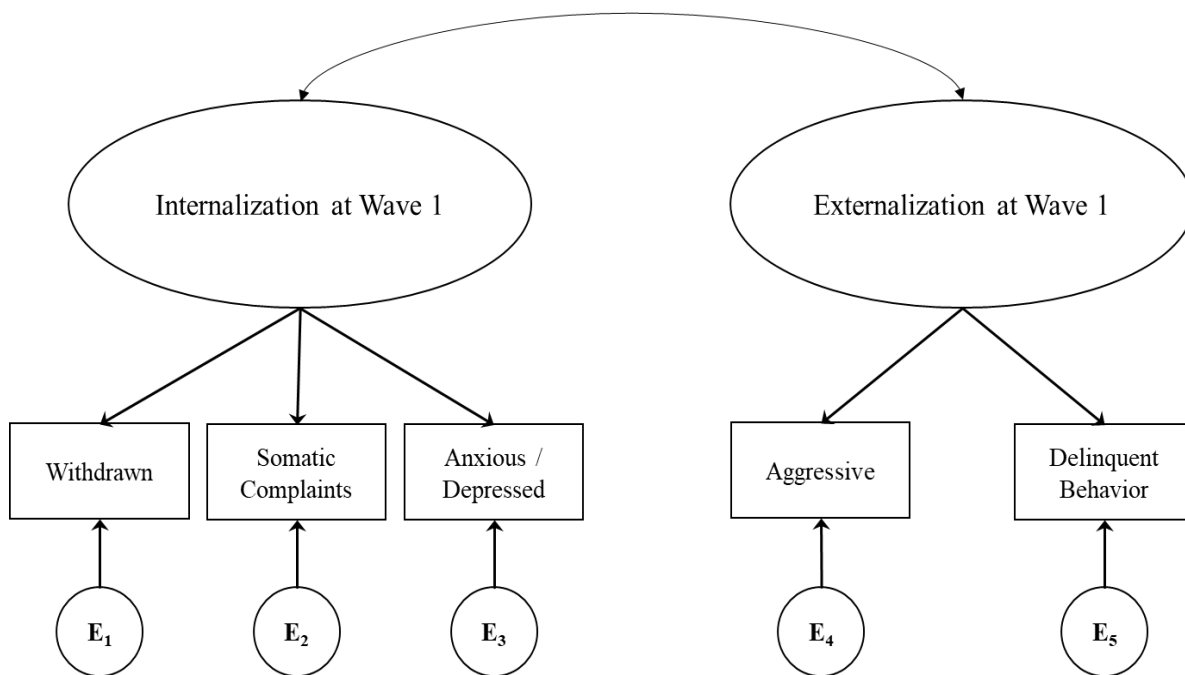 Internalization at Wave 1
Externalization at Wave 1
Withdrawn
Somatic
Complaints
Anxious /
Depressed
Aggressive
Delinquent
Behavior
E₁
E₂
E₃
E₄
E₅